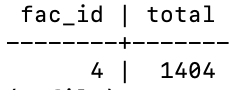 fac_id | total
--------+-------
4 | 1404